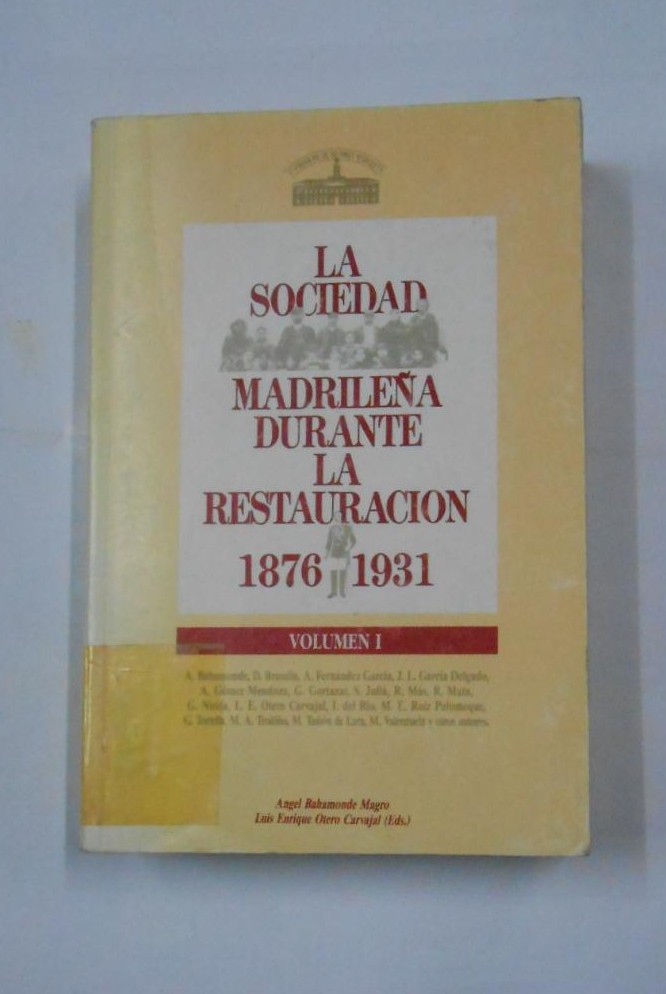 LA
SOCIEDAD
MADRILEÑA
DURANTE
LA
RESTAURACION
1876 1931
VOLUMEN I
A. Bahamonde, D. Brandis, A. Fernández García, J. L. García Delgado,
A. Gómez Mendoza, G. Gortazar, S. Juliá, R. Más, R. Mata,
G. Nielfa, L. E. Otero Carvajal, I. del Río, M. E. Ruiz Palomeque,
G. Tortella, M. A. Troitiño, M. Tuñón de Lara, M. Valenzuela y otros autores.
Angel Bahamonde Magro
Luis Enrique Otero Carvajal (Eds.)